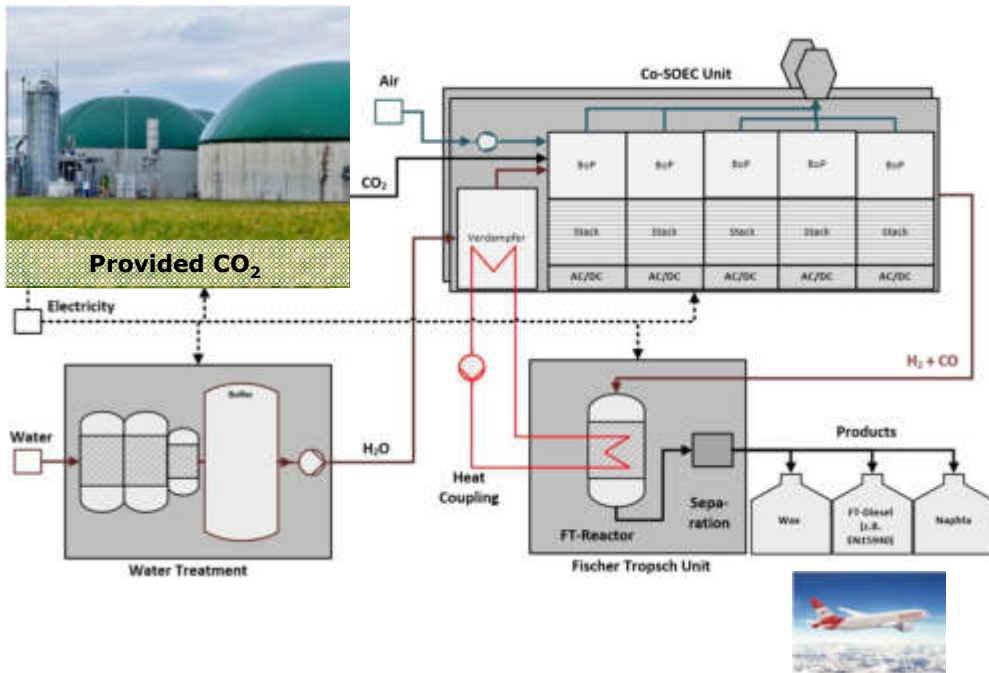 Co-SOEC Unit
Air
CO₂
BoP
BoP
BoP
BoP
BoP
Verdampfer
Stack
Stack
Stack
Stack
Stack
AC/DC
AC/DC
AC/DC
AC/DC
AC/DC
Provided CO₂
Electricity
H₂ + CO
Buffer
Water
H₂O
Products
Heat
Coupling
Sepa-
ration
FT-Reactor
Wax
FT-Diesel
(z.B.
EN15940)
Naphta
Water Treatment
Fischer Tropsch Unit